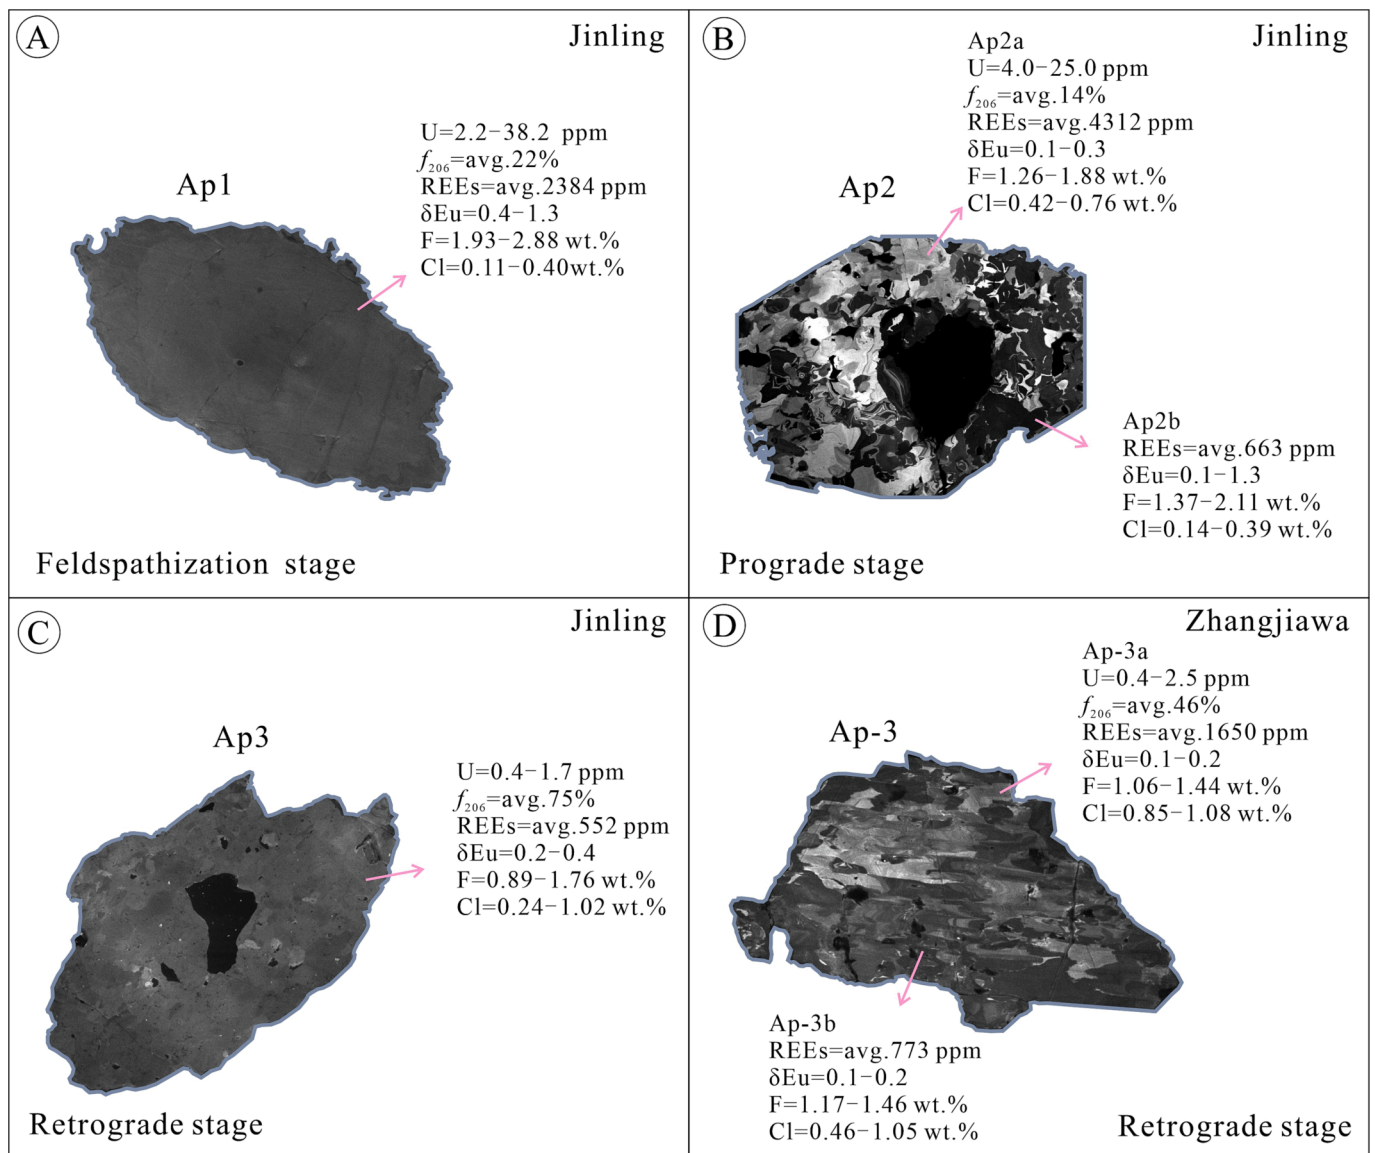 A
Jinling
Ap1
U=2.2−38.2 ppm
f206=avg.22%
REEs=avg.2384 ppm
δEu=0.4−1.3
F=1.93−2.88 wt.%
Cl=0.11−0.40wt.%
Feldspathization stage
B
Jinling
Ap2
Ap2a
U=4.0−25.0 ppm
f206=avg.14%
REEs=avg.4312 ppm
δEu=0.1−0.3
F=1.26−1.88 wt.%
Cl=0.42−0.76 wt.%
Ap2b
REEs=avg.663 ppm
δEu=0.1−1.3
F=1.37−2.11 wt.%
Cl=0.14−0.39 wt.%
Prograde stage
C
Jinling
Ap3
U=0.4−1.7 ppm
f206=avg.75%
REEs=avg.552 ppm
δEu=0.2−0.4
F=0.89−1.76 wt.%
Cl=0.24−1.02 wt.%
Retrograde stage
D
Zhangjiawa
Ap-3
Ap-3a
U=0.4−2.5 ppm
f206=avg.46%
REEs=avg.1650 ppm
δEu=0.1−0.2
F=1.06−1.44 wt.%
Cl=0.85−1.08 wt.%
Ap-3b
REEs=avg.773 ppm
δEu=0.1−0.2
F=1.17−1.46 wt.%
Cl=0.46−1.05 wt.%
Retrograde stage